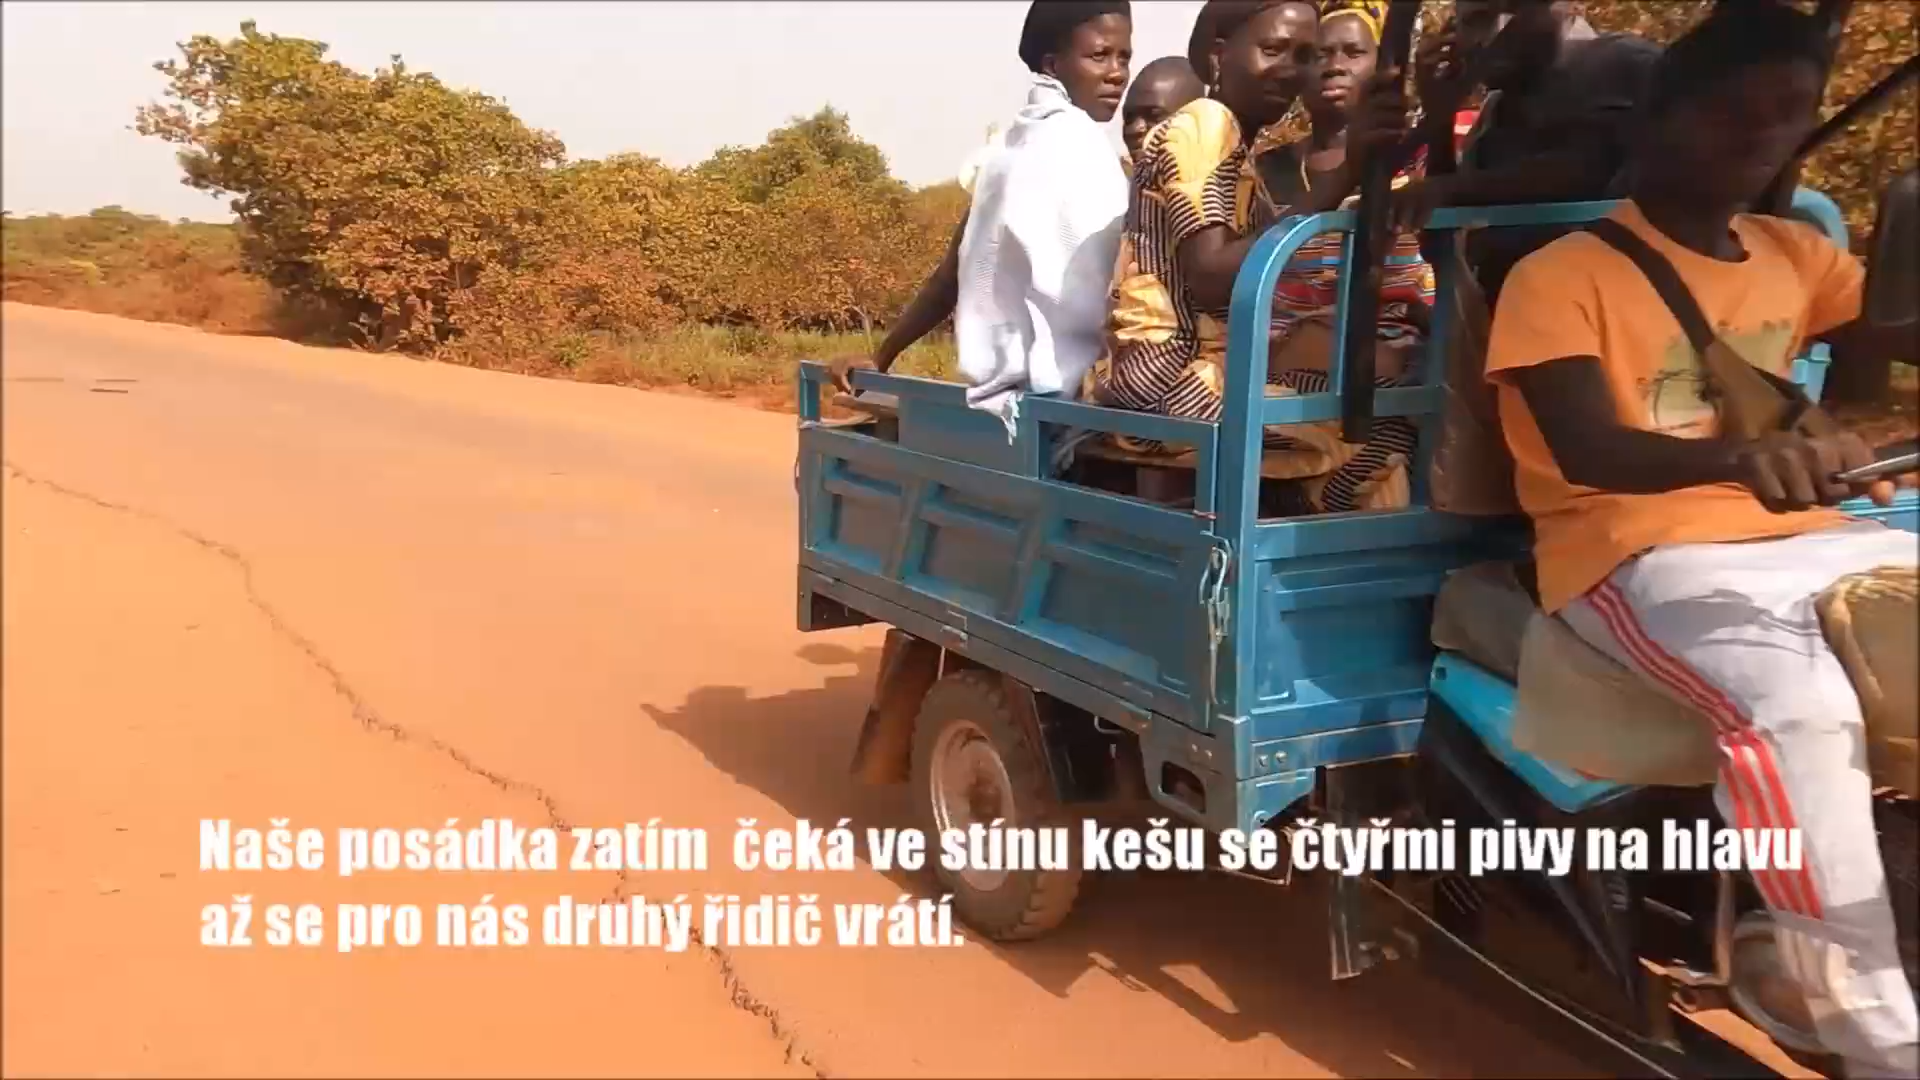 Naše posádka zatím  čeká ve stínu kešu se čtyřmi pivy na hlavu
až se pro nás druhý řidič vrátí.